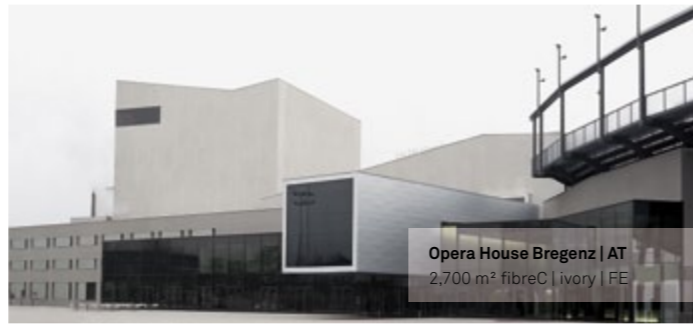 Opera House Bregenz | AT
2,700 m² fibreC | ivory | FE